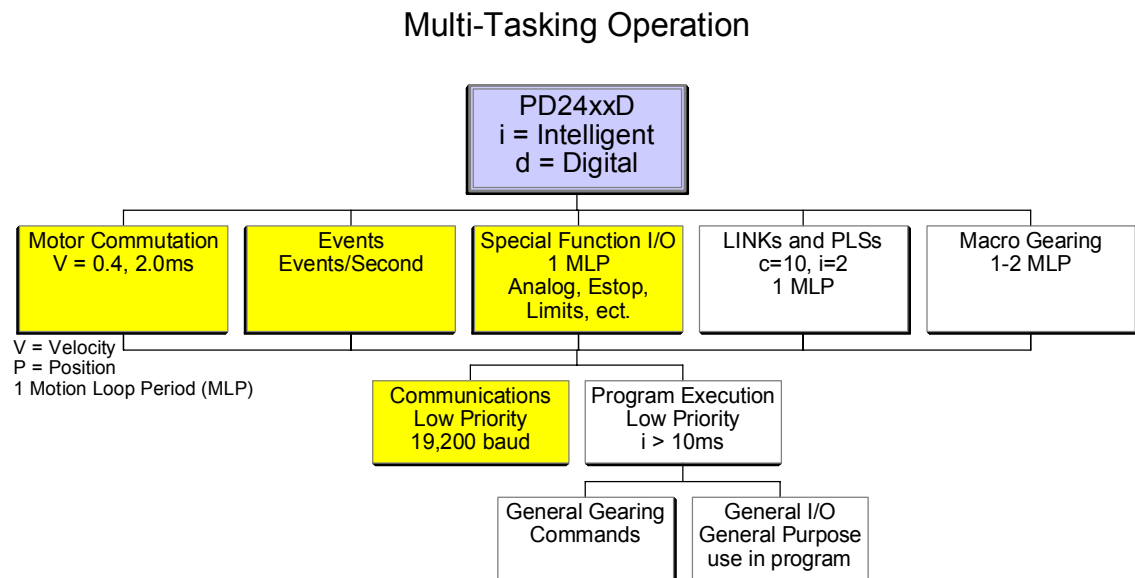 Multi-Tasking Operation
PD24xxD
i = Intelligent
d = Digital
Motor Commutation
V = 0.4, 2.0ms
Events
Events/Second
Special Function I/O
1 MLP
Analog, Estop,
Limits, ect.
LINKs and PLSs
c=10, i=2
1 MLP
Macro Gearing
1-2 MLP
V = Velocity
P = Position
1 Motion Loop Period (MLP)
Communications
Low Priority
19,200 baud
Program Execution
Low Priority
i > 10ms
General Gearing
Commands
General I/O
General Purpose
use in program